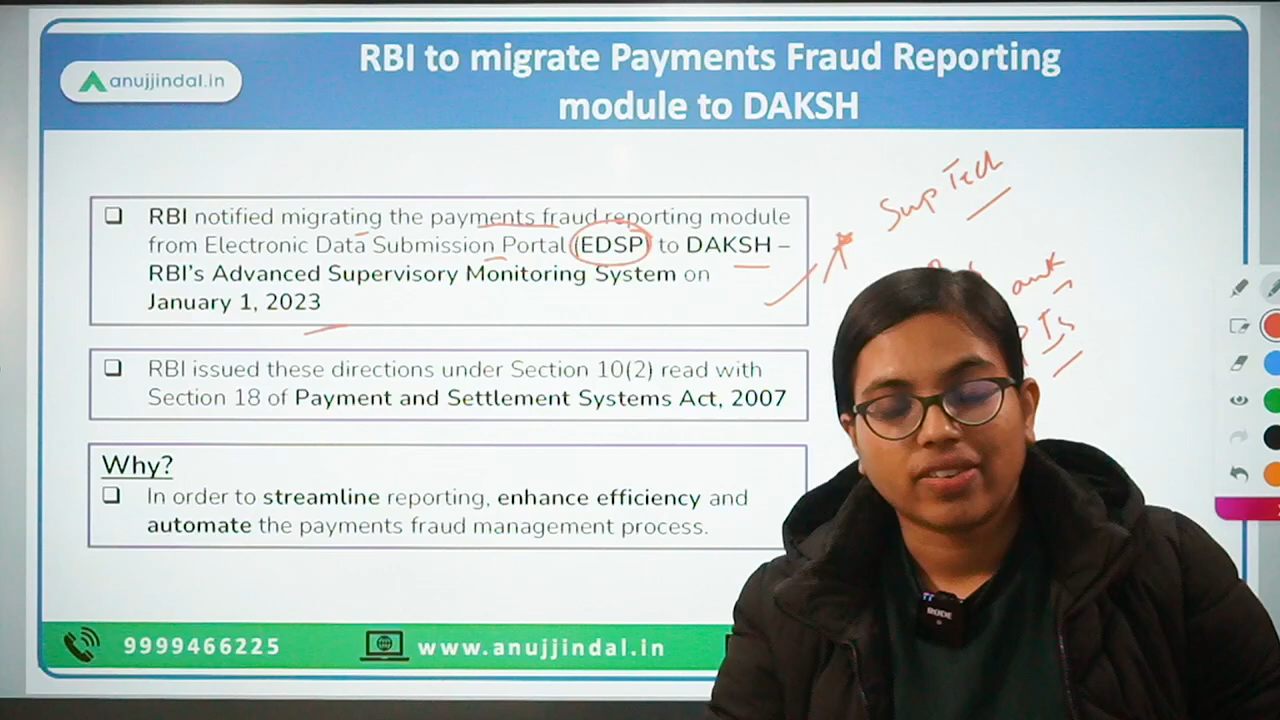 RBI to migrate Payments Fraud Reporting
module to DAKSH
anujjindal.in
RBI notified migrating the payments fraud reporting module
from Electronic Data Submission Portal (EDSP) to DAKSH –
RBI's Advanced Supervisory Monitoring System on
January 1, 2023
RBI issued these directions under Section 10(2) read with
Section 18 of Payment and Settlement Systems Act, 2007
Why?
In order to streamline reporting, enhance efficiency and
automate the payments fraud management process.
SupTech
9999466225
www.anujjindal.in
RODE